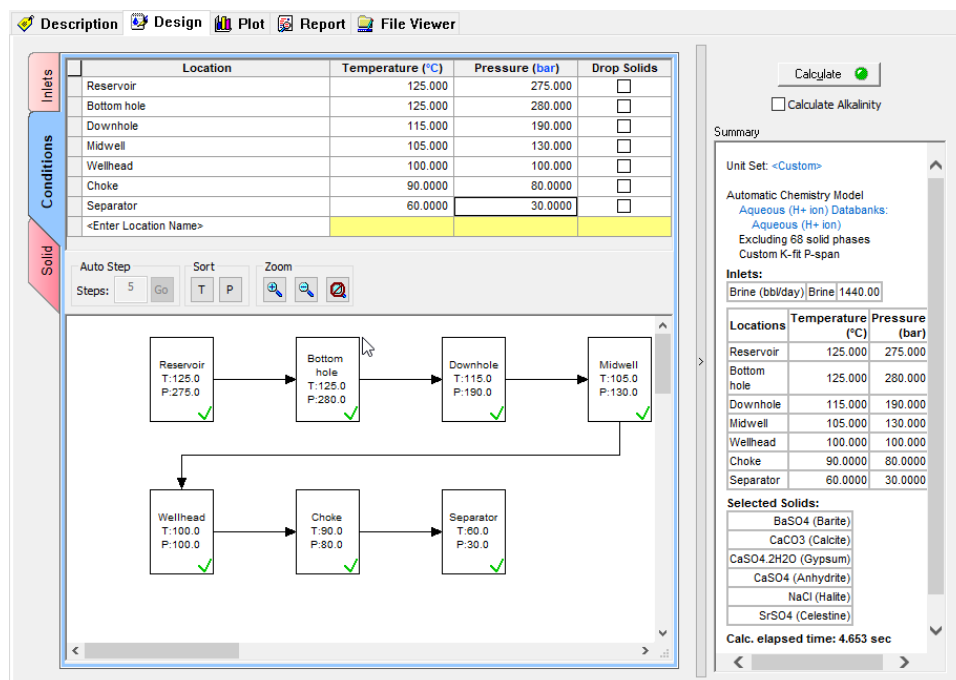 Description Design Plot Report File Viewer
Inlets
Conditions
Solid
Location Temperature (°C) Pressure (bar) Drop Solids
Reservoir 125.000 275.000
Bottom hole 125.000 280.000
Downhole 115.000 190.000
Midwell 105.000 130.000
Wellhead 100.000 100.000
Choke 90.0000 80.0000
Separator 60.0000 30.0000
<Enter Location Name>
Auto Step Sort Zoom
Steps: 5 Go T P
Reservoir
T:125.0
P:275.0
Bottom
hole
T:125.0
P:280.0
Downhole
T:115.0
P:190.0
Midwell
T:105.0
P:130.0
Wellhead
T:100.0
P:100.0
Choke
T:90.0
P:80.0
Separator
T:60.0
P:30.0
>
Calculate
Calculate Alkalinity
Summary
Unit Set: <Custom>
Automatic Chemistry Model
Aqueous (H+ ion) Databanks:
Aqueous (H+ ion)
Excluding 68 solid phases
Custom K-fit P-span
Inlets:
Brine (bbl/day) Brine 1440.00
Locations Temperature (°C) Pressure (bar)
Reservoir 125.000 275.000
Bottom hole 125.000 280.000
Downhole 115.000 190.000
Midwell 105.000 130.000
Wellhead 100.000 100.000
Choke 90.0000 80.0000
Separator 60.0000 30.0000
Selected Solids:
BaSO4 (Barite)
CaCO3 (Calcite)
CaSO4.2H2O (Gypsum)
CaSO4 (Anhydrite)
NaCl (Halite)
SrSO4 (Celestine)
Calc. elapsed time: 4.653 sec